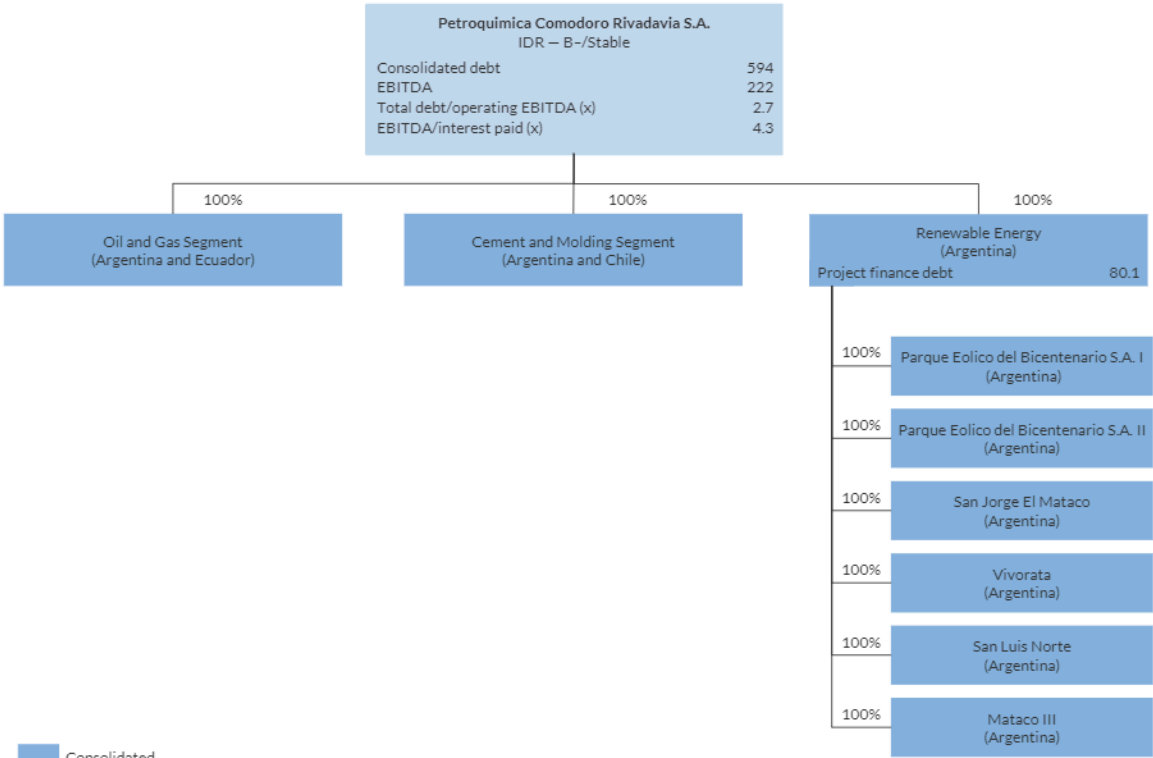 Petroquimica Comodoro Rivadavia S.A.
IDR — B–/Stable
Consolidated debt 594
EBITDA 222
Total debt/operating EBITDA (x) 2.7
EBITDA/interest paid (x) 4.3
100% 100% 100%
Oil and Gas Segment
(Argentina and Ecuador)
Cement and Molding Segment
(Argentina and Chile)
Renewable Energy
(Argentina)
Project finance debt 80.1
100%
Parque Eolico del Bicentenario S.A. I
(Argentina)
100%
Parque Eolico del Bicentenario S.A. II
(Argentina)
100%
San Jorge El Mataco
(Argentina)
100%
Vivorata
(Argentina)
100%
San Luis Norte
(Argentina)
100%
Mataco III
(Argentina)
Consolidated